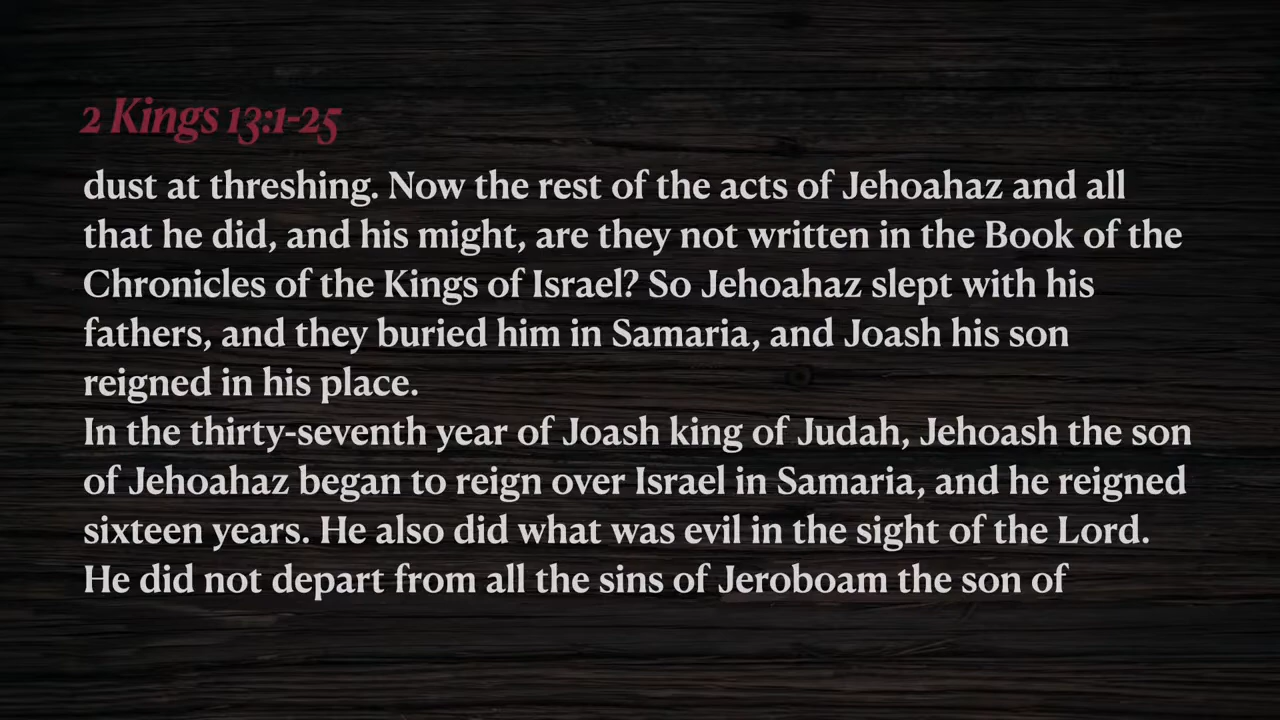 2 Kings 13:1-25
dust at threshing. Now the rest of the acts of Jehoahaz and all
that he did, and his might, are they not written in the Book of the
Chronicles of the Kings of Israel? So Jehoahaz slept with his
fathers, and they buried him in Samaria, and Joash his son
reigned in his place.
In the thirty-seventh year of Joash king of Judah, Jehoash the son
of Jehoahaz began to reign over Israel in Samaria, and he reigned
sixteen years. He also did what was evil in the sight of the Lord.
He did not depart from all the sins of Jeroboam the son of